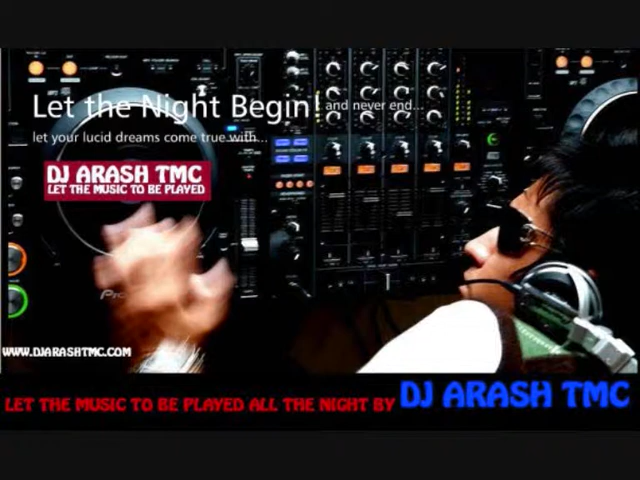 Let the Night Begin! and never end...
let your lucid dreams come true with...
DJ ARASH TMC
LET THE MUSIC TO BE PLAYED
WWW.DJARASHTMC.COM
LET THE MUSIC TO BE PLAYED ALL THE NIGHT BY DJ ARASH TMC